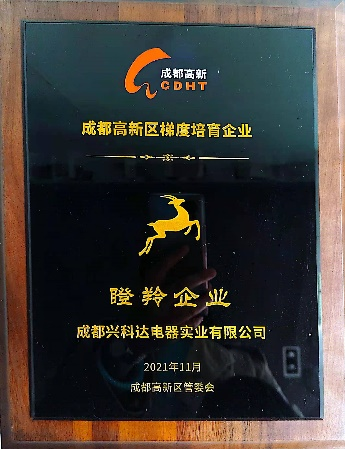 成都高新
CDHT
成都高新区梯度培育企业
瞪羚企业
成都兴科达电器实业有限公司
2021年11月
成都高新区管委会